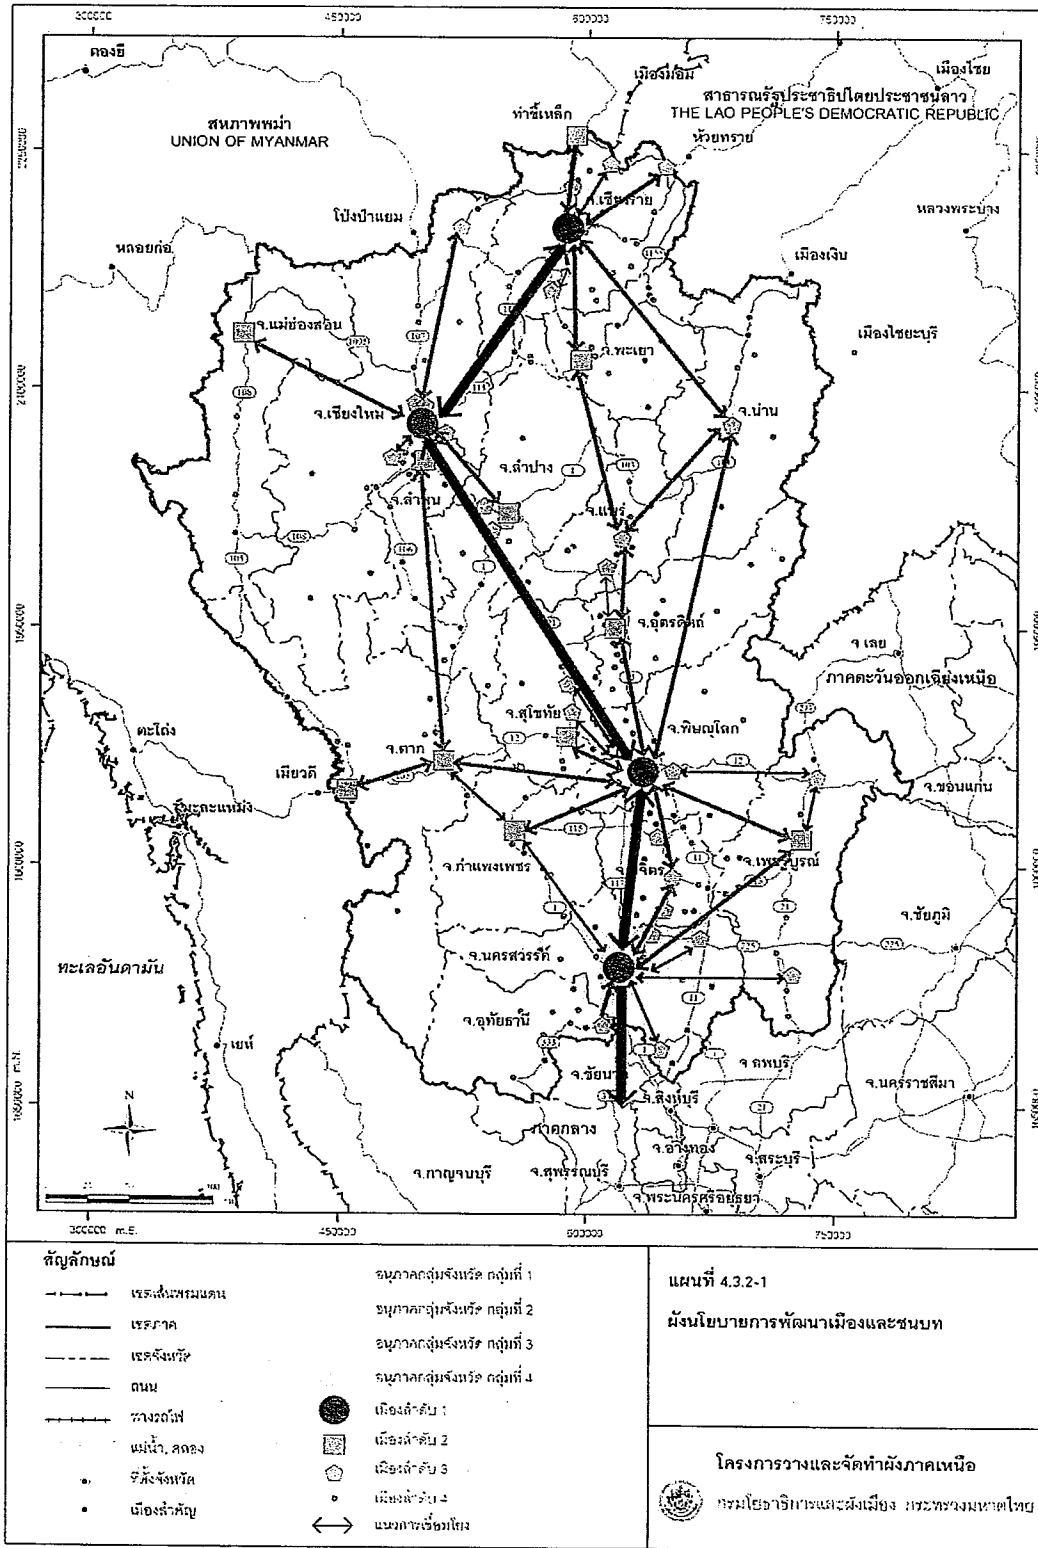 300000 450000 600000 750000
ตองยี
เมืองม่อม
เมืองไชย
สหภาพพม่า
UNION OF MYANMAR
ท่าขี้เหล็ก
สาธารณรัฐประชาธิปไตยประชาชนลาว
THE LAO PEOPLE'S DEMOCRATIC REPUBLIC
ห้วยทราย
จ.เชียงราย
โป่งป่าแยม
หลวงพระบาง
หลอยก่อ
เมืองเงิน
จ.แม่ฮ่องสอน
เมืองไชยะบุรี
จ.พะเยา
จ.เชียงใหม่
จ.น่าน
จ.ลำปาง
จ.ลำพูน
จ.แพร่
จ.อุตรดิตถ์
จ.เลย
ภาคตะวันออกเฉียงเหนือ
จ.สุโขทัย
จ.พิษณุโลก
จ.ตาก
เมียวดี
จ.ขอนแก่น
จ.กำแพงเพชร
จ.เพชรบูรณ์
จ.ชัยภูมิ
ทะเลอันดามัน
จ.นครสวรรค์
จ.อุทัยธานี
เยห์
จ.ลพบุรี
จ.นครราชสีมา
จ.สิงห์บุรี
N
ภาคกลาง
จ.อ่างทอง
จ.สระบุรี
จ.กาญจนบุรี
จ.สุพรรณบุรี
จ.พระนครศรีอยุธยา
300000 m.E. 450000 600000 750000
สัญลักษณ์
เขตภาค
เขตจังหวัด
ถนน
ทางรถไฟ
แม่น้ำ, คลอง
ที่ตั้งจังหวัด
เมืองสำคัญ
อนุภาคกลุ่มจังหวัด กลุ่มที่ 1
อนุภาคกลุ่มจังหวัด กลุ่มที่ 2
อนุภาคกลุ่มจังหวัด กลุ่มที่ 3
อนุภาคกลุ่มจังหวัด กลุ่มที่ 4
เมืองลำดับ 1
เมืองลำดับ 2
เมืองลำดับ 3
เมืองลำดับ 4
แนวการเชื่อมโยง
แผนที่ 4.3.2-1
ผังนโยบายการพัฒนาเมืองและชนบท
โครงการวางและจัดทำผังภาคเหนือ
กรมโยธาธิการและผังเมือง กระทรวงมหาดไทย